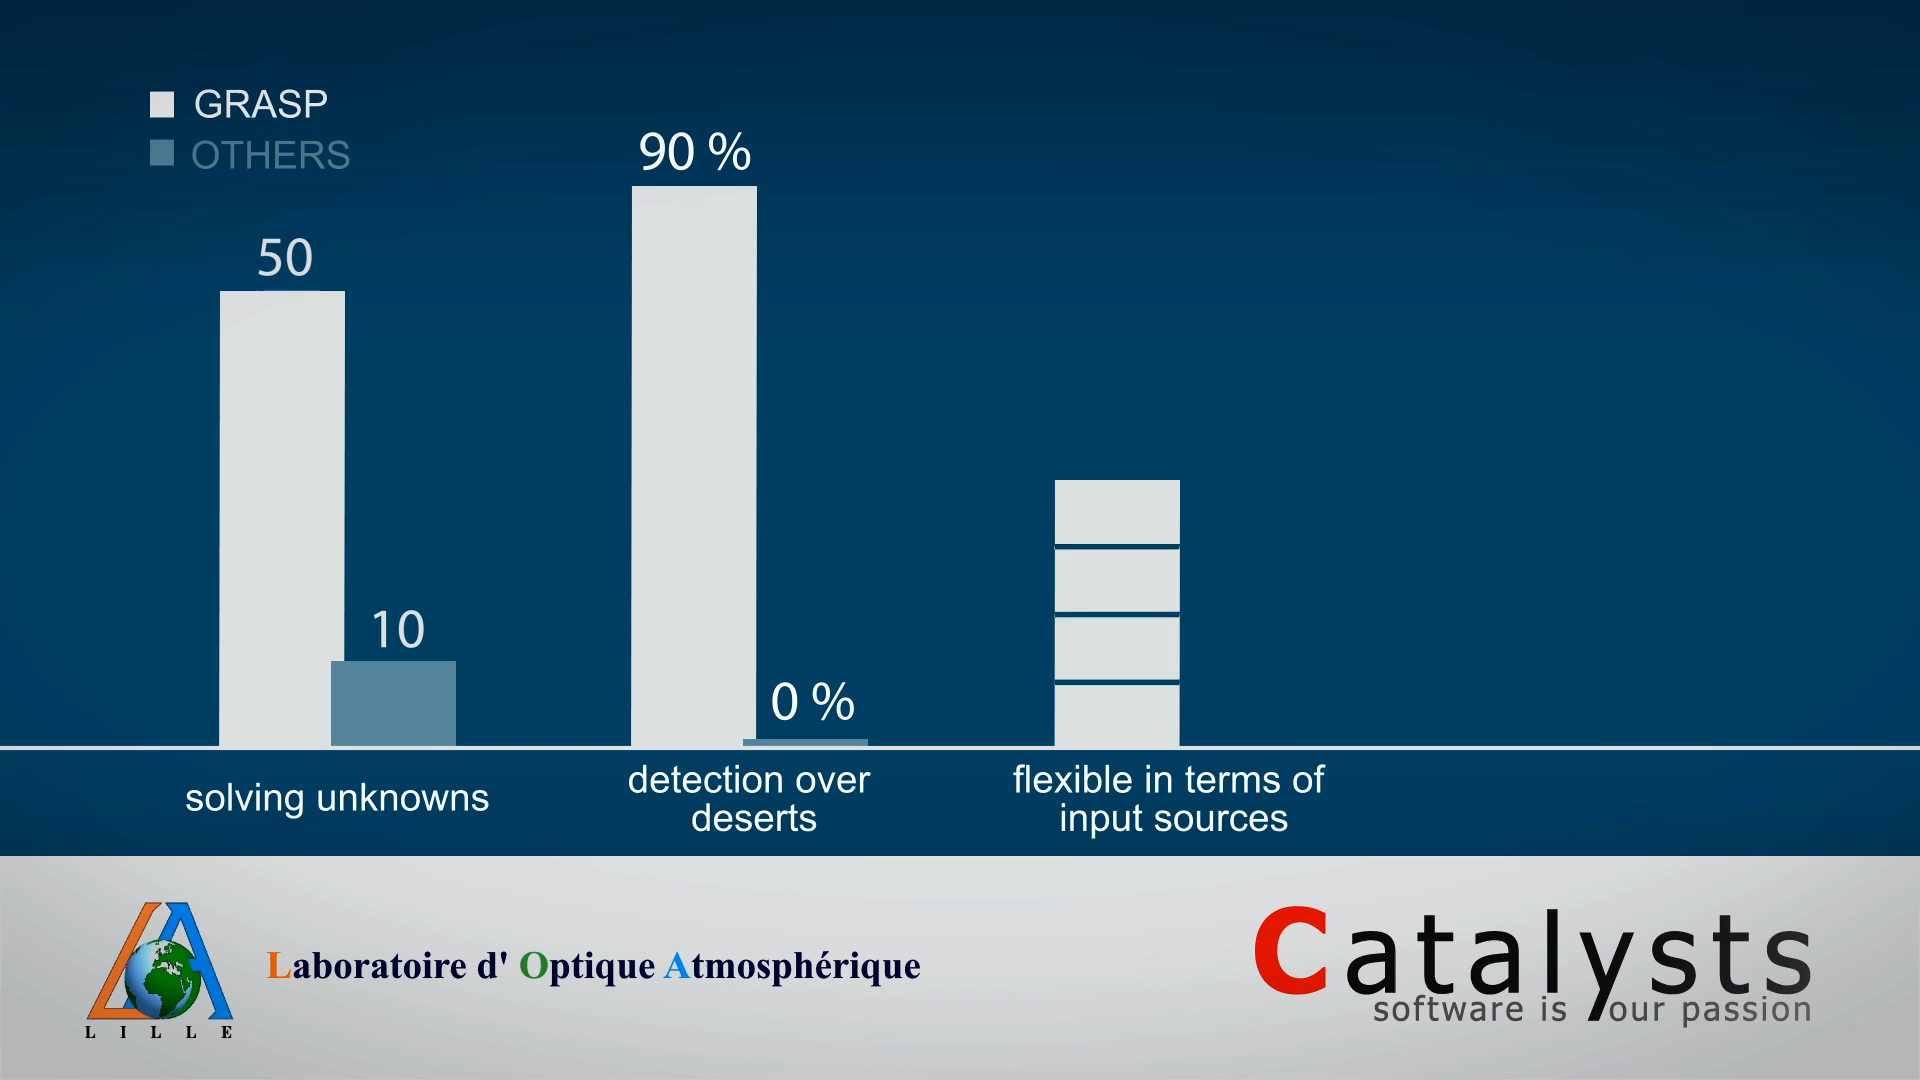 GRASP
OTHERS
50
10
90 %
0 %
solving unknowns
detection over
deserts
flexible in terms of
input sources
LILLE
Laboratoire d' Optique Atmosphérique
Catalysts
software is your passion